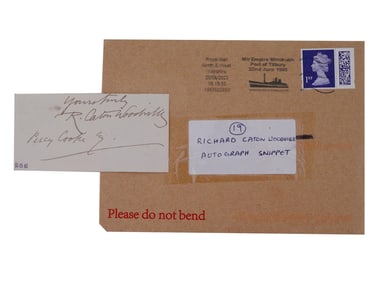 Yours truly
R. Caton Woodville
Percy Cooke Esq.
Royal Mail
HMT Empire Windrush
Port of Tilbury
22nd June 1948
1ST
19
RICHARD CATON WOODVILLE
AUTOGRAPH SNIPPET
Please do not bend